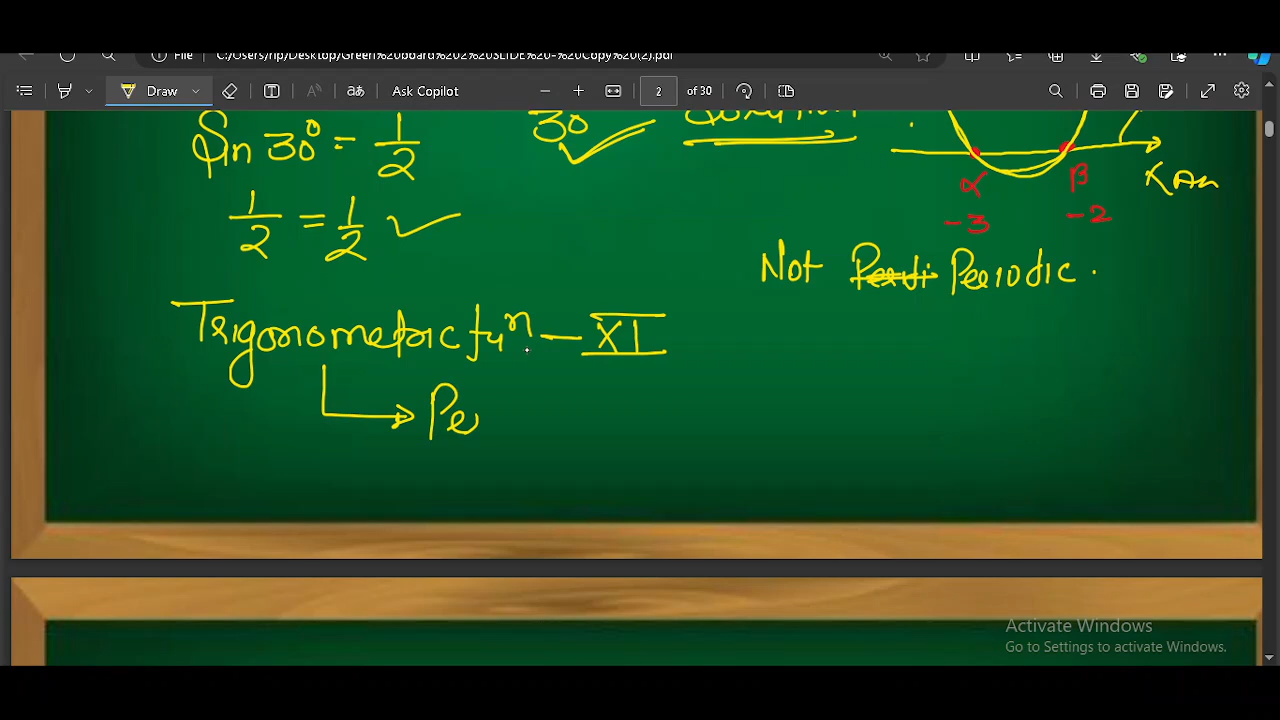 File C:/Users/hp/Desktop/Green%20board%202%20SLIDE%20-%20Copy%20(2).pdf
Draw Ask Copilot 2 of 30
Sin 30° = 1/2
30 Solution
1/2 = 1/2
α β
-3 -2
Not Periodic.
Trigonometric fuⁿ - XI
Pe
Activate Windows
Go to Settings to activate Windows.